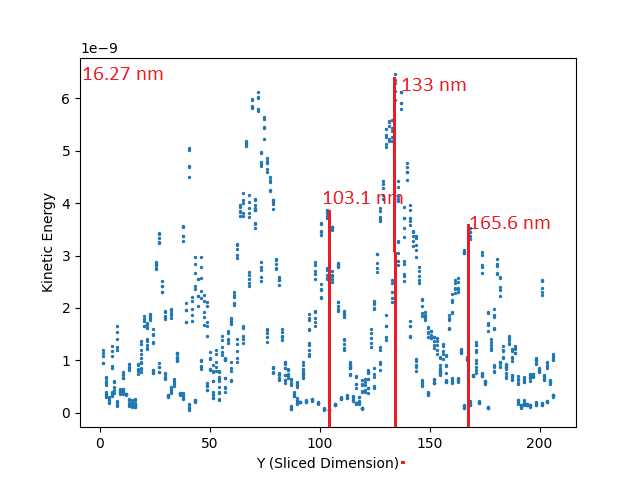 1e−9
16.27 nm
133 nm
103.1 nm
165.6 nm
6
5
4
3
2
1
0
Kinetic Energy
0 50 100 150 200
Y (Sliced Dimension)